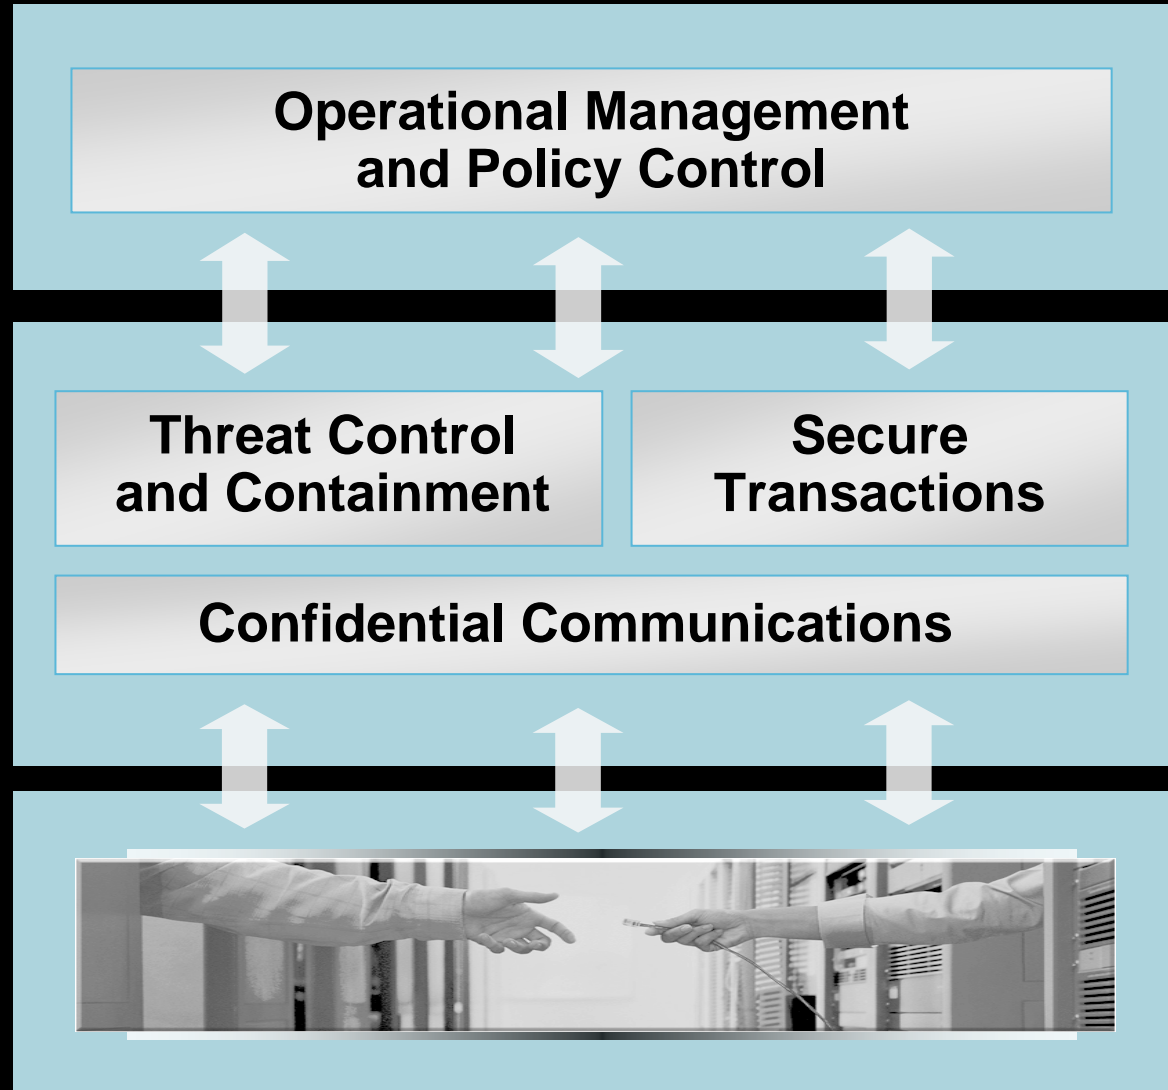 Operational Management
and Policy Control
Threat Control
and Containment
Secure
Transactions
Confidential Communications